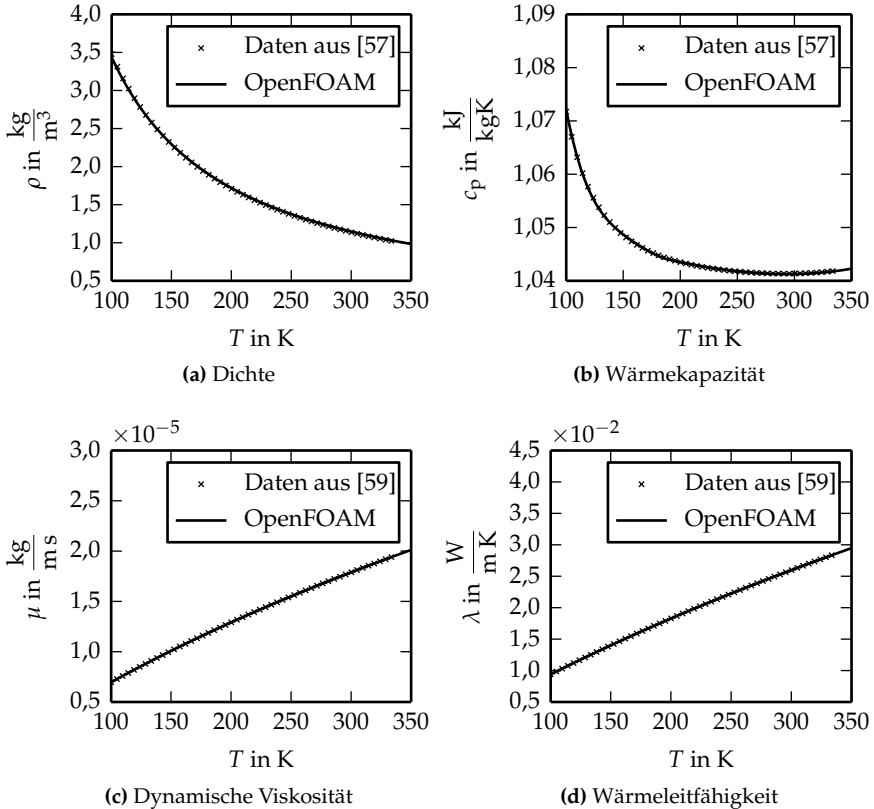 4,0
3,5
3,0
2,5
2,0
1,5
1,0
0,5
ρ in kg/m³
Daten aus [57]
OpenFOAM
100 150 200 250 300 350
T in K
(a) Dichte
1,09
1,08
1,07
1,06
1,05
1,04
c_p in kJ/kgK
Daten aus [57]
OpenFOAM
100 150 200 250 300 350
T in K
(b) Wärmekapazität
×10⁻⁵
3,0
2,5
2,0
1,5
1,0
0,5
μ in kg/m s
Daten aus [59]
OpenFOAM
100 150 200 250 300 350
T in K
(c) Dynamische Viskosität
×10⁻²
4,5
4,0
3,5
3,0
2,5
2,0
1,5
1,0
0,5
λ in W/m K
Daten aus [59]
OpenFOAM
100 150 200 250 300 350
T in K
(d) Wärmeleitfähigkeit